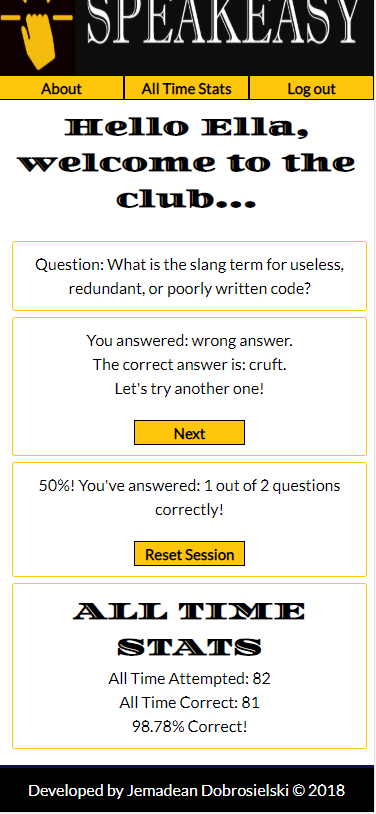 SPEAKEASY
About
All Time Stats
Log out
Hello Ella,
welcome to the
club...
Question: What is the slang term for useless,
redundant, or poorly written code?
You answered: wrong answer.
The correct answer is: cruft.
Let's try another one!
Next
50%! You've answered: 1 out of 2 questions
correctly!
Reset Session
ALL TIME
STATS
All Time Attempted: 82
All Time Correct: 81
98.78% Correct!
Developed by Jemadean Dobrosielski © 2018